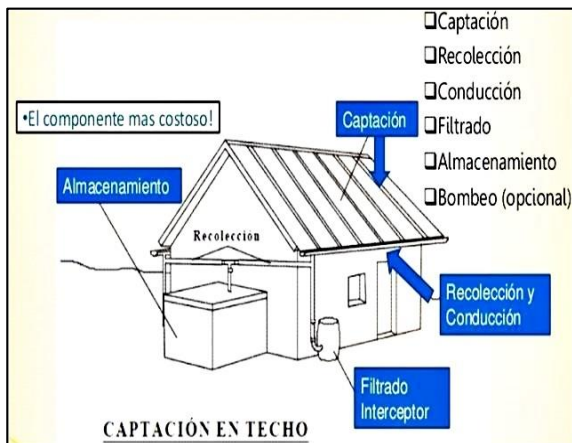 ❑Captación
❑Recolección
❑Conducción
❑Filtrado
❑Almacenamiento
❑Bombeo (opcional)
•El componente mas costoso!
Captación
Almacenamiento
Recolección
Recolección y
Conducción
Filtrado
Interceptor
CAPTACIÓN EN TECHO